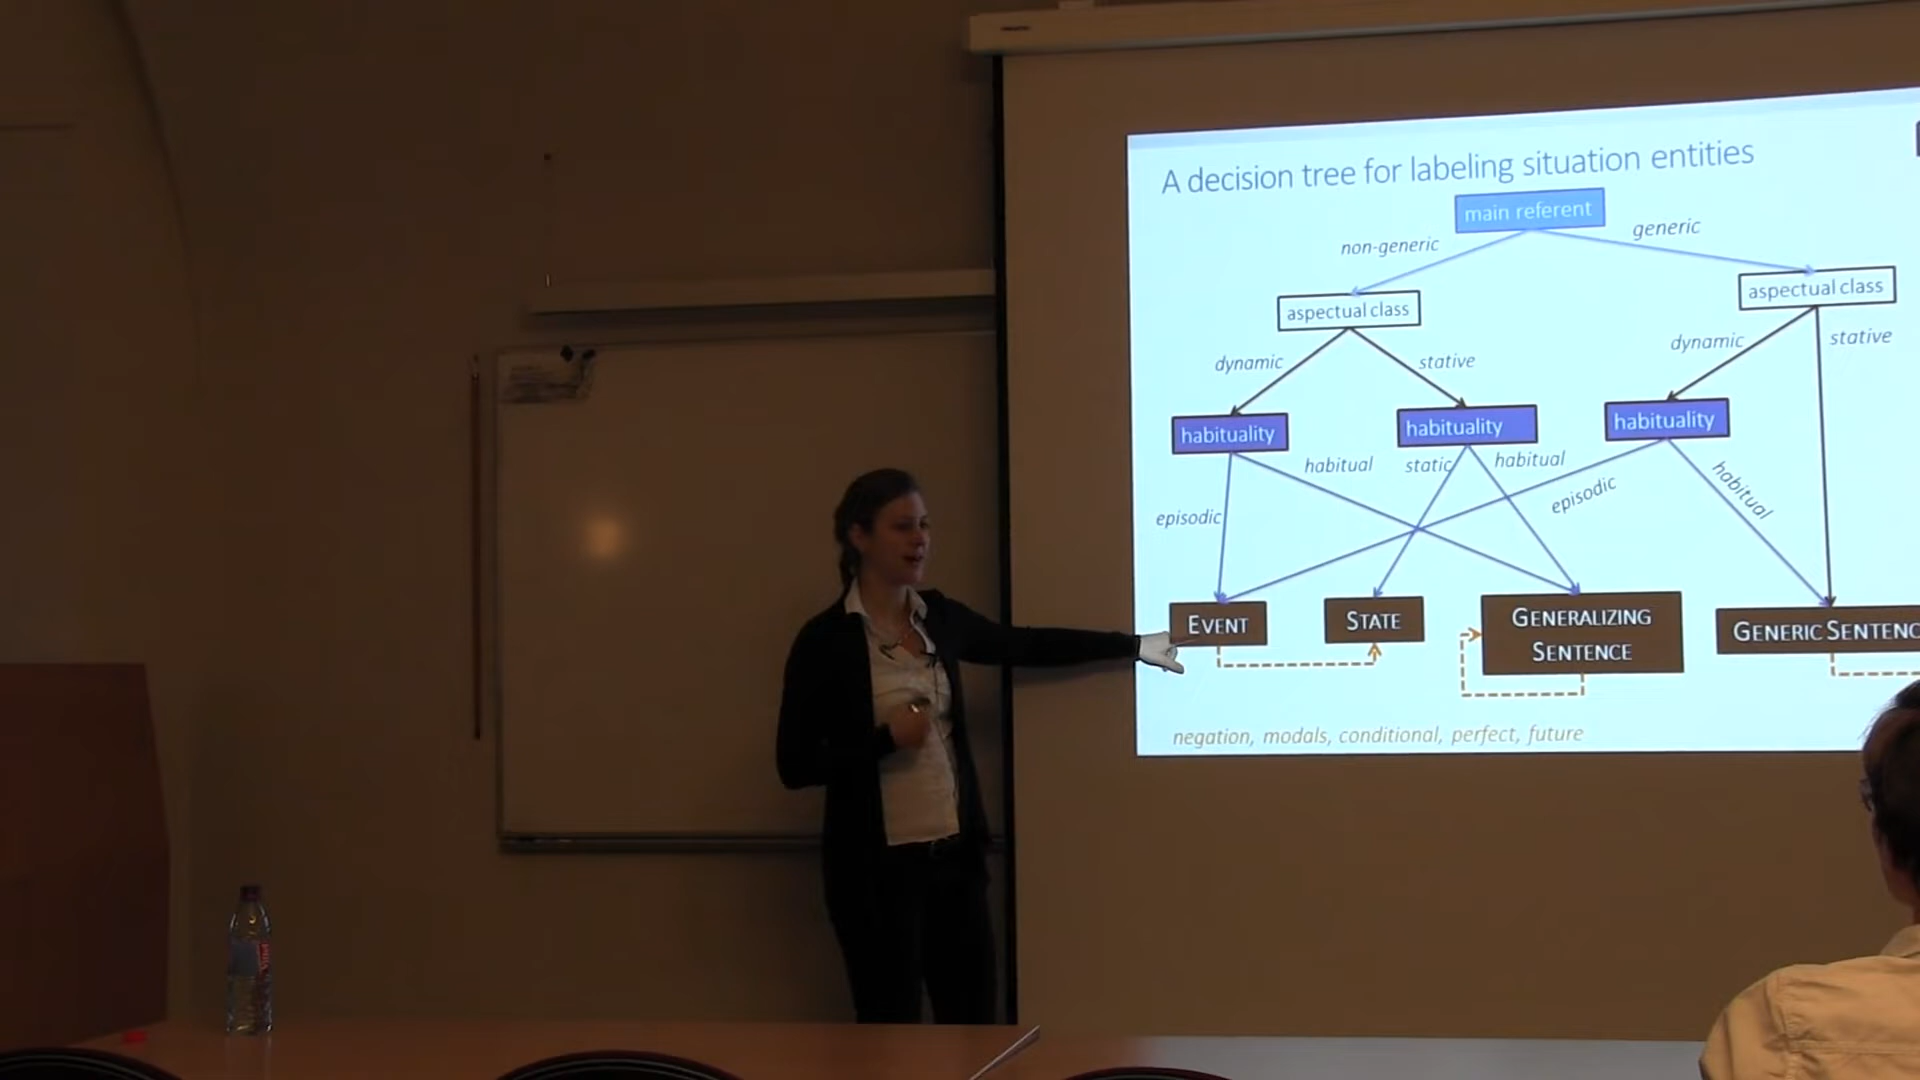 A decision tree for labeling situation entities
main referent
non-generic
generic
aspectual class
aspectual class
dynamic
stative
dynamic
stative
habituality
habituality
habituality
habitual
static
habitual
episodic
episodic
habitual
EVENT
STATE
GENERALIZING
SENTENCE
GENERIC SENTENC
negation, modals, conditional, perfect, future